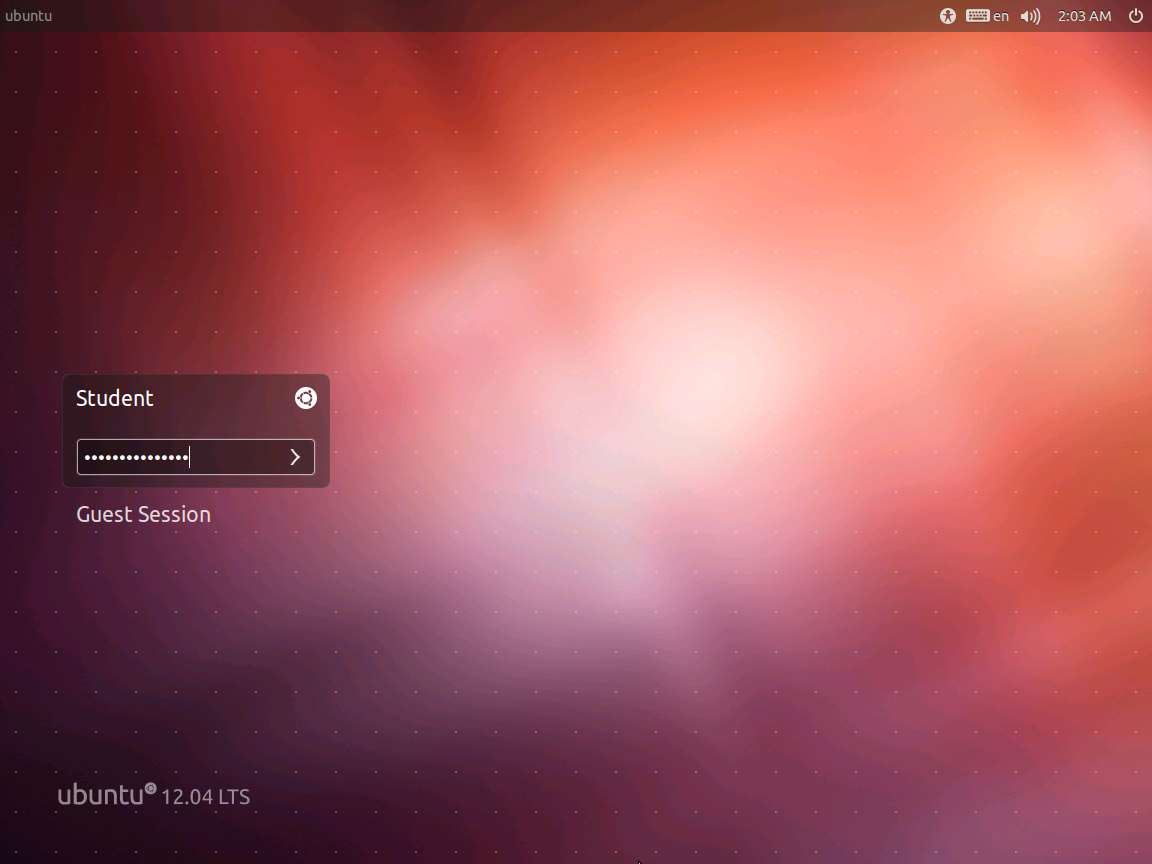 ubuntu
en
2:03 AM
Student
•••••••••••••••
Guest Session
ubuntu 12.04 LTS